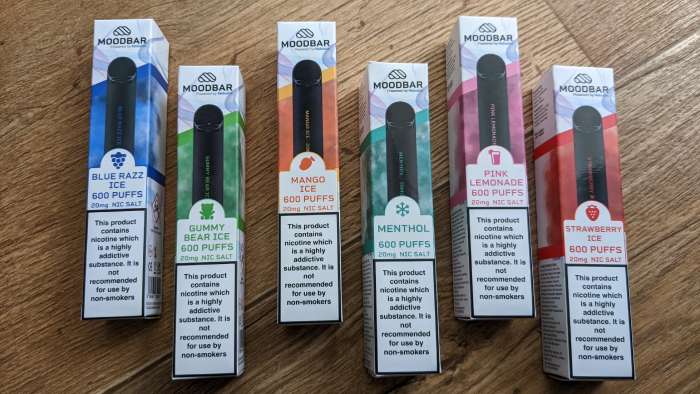 MOODBAR
BLUE RAZZ
ICE
600 PUFFS
20mg NIC SALT
This product
contains
nicotine which
is a highly
addictive
substance. It is
not
recommended
for use by
non-smokers
MOODBAR
GUMMY
BEAR ICE
600 PUFFS
20mg NIC SALT
This product
contains
nicotine which
is a highly
addictive
substance. It is
not
recommended
for use by
non-smokers
MOODBAR
MANGO
ICE
600 PUFFS
20mg NIC SALT
This product
contains
nicotine which
is a highly
addictive
substance. It is
not
recommended
for use by
non-smokers
MOODBAR
MENTHOL
600 PUFFS
20mg NIC SALT
This product
contains
nicotine which
is a highly
addictive
substance. It is
not
recommended
for use by
non-smokers
MOODBAR
PINK LEMONADE
PINK
LEMONADE
600 PUFFS
20mg NIC SALT
This product
contains
nicotine which
is a highly
addictive
substance. It is
not
recommended
for use by
non-smokers
MOODBAR
STRAWBERRY
ICE
600 PUFFS
20mg NIC SALT
This product
contains
nicotine which
is a highly
addictive
substance. It is
not
recommended
for use by
non-smokers